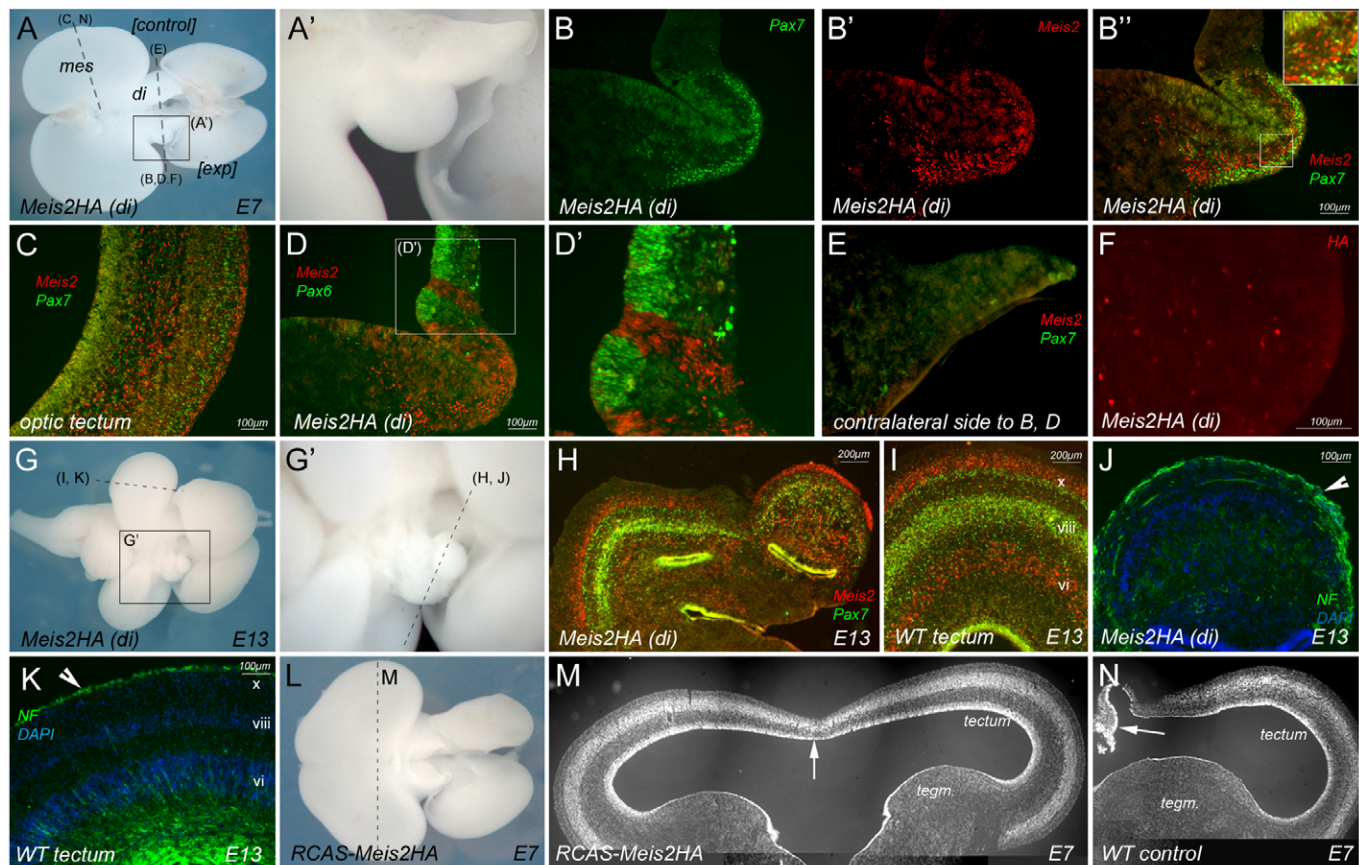 A
(C, N)
[control]
(E)
mes
di
(A')
[exp]
(B,D.F)
Meis2HA (di)
E7
A'
B
Pax7
Meis2HA (di)
B'
Meis2
Meis2HA (di)
B''
Meis2
Pax7
Meis2HA (di)
100µm
C
Meis2
Pax7
optic tectum
100µm
D
(D')
Meis2
Pax6
Meis2HA (di)
100µm
D'
E
Meis2
Pax7
contralateral side to B, D
F
HA
Meis2HA (di)
100µm
G
(I, K)
G'
Meis2HA (di)
E13
G'
(H, J)
H
200µm
Meis2
Pax7
Meis2HA (di)
E13
I
200µm
x
viii
vi
WT tectum
E13
J
100µm
NF
DAPI
Meis2HA (di)
E13
K
100µm
x
NF
DAPI
viii
vi
WT tectum
E13
L
M
RCAS-Meis2HA
E7
M
tectum
tegm.
RCAS-Meis2HA
E7
N
tectum
tegm.
WT control
E7